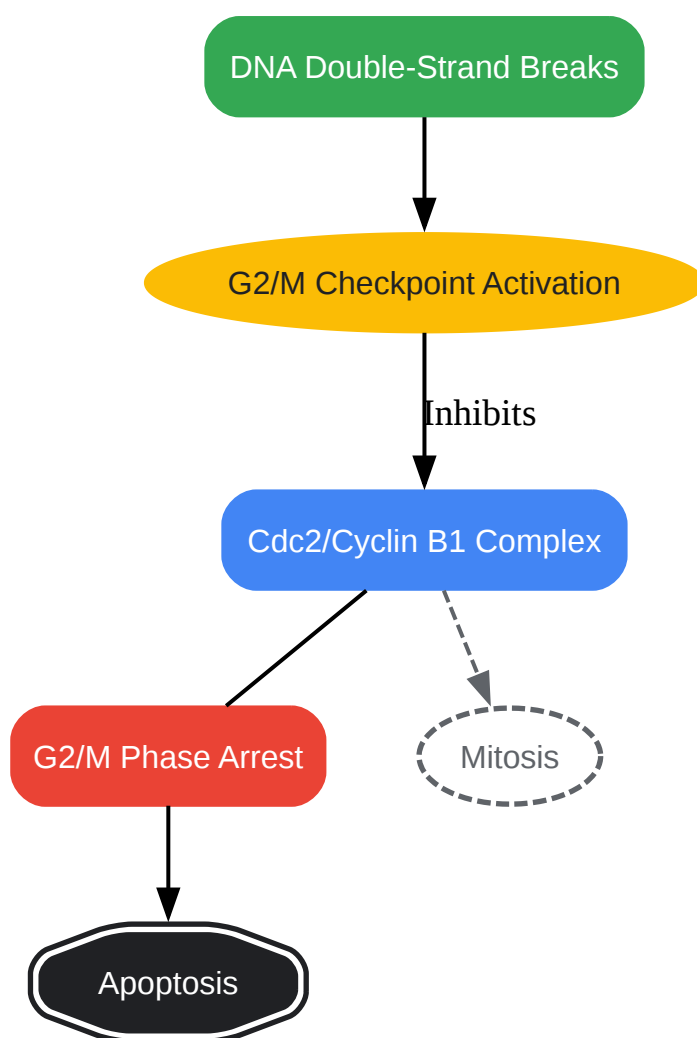 DNA Double-Strand Breaks
G2/M Checkpoint Activation
Inhibits
Cdc2/Cyclin B1 Complex
G2/M Phase Arrest
Mitosis
Apoptosis